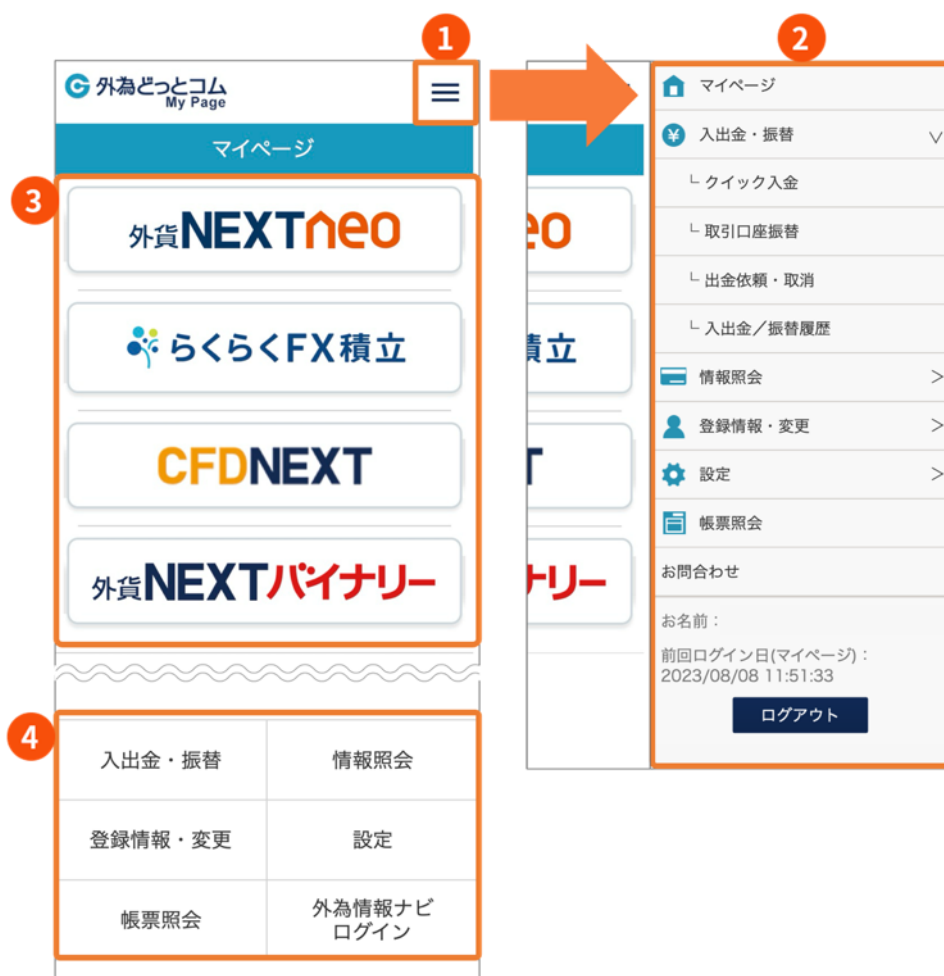 1
外為どっとコム
My Page
マイページ
3
外貨NEXTneo
らくらくFX積立
CFDNEXT
外貨NEXTバイナリー
4
入出金・振替
情報照会
登録情報・変更
設定
帳票照会
外為情報ナビ
ログイン
2
eo
積立
T
ナリー
マイページ
¥ 入出金・振替
└ クイック入金
└ 取引口座振替
└ 出金依頼・取消
└ 入出金／振替履歴
情報照会 >
登録情報・変更 >
設定 >
帳票照会
お問合わせ
お名前：
前回ログイン日(マイページ)：
2023/08/08 11:51:33
ログアウト